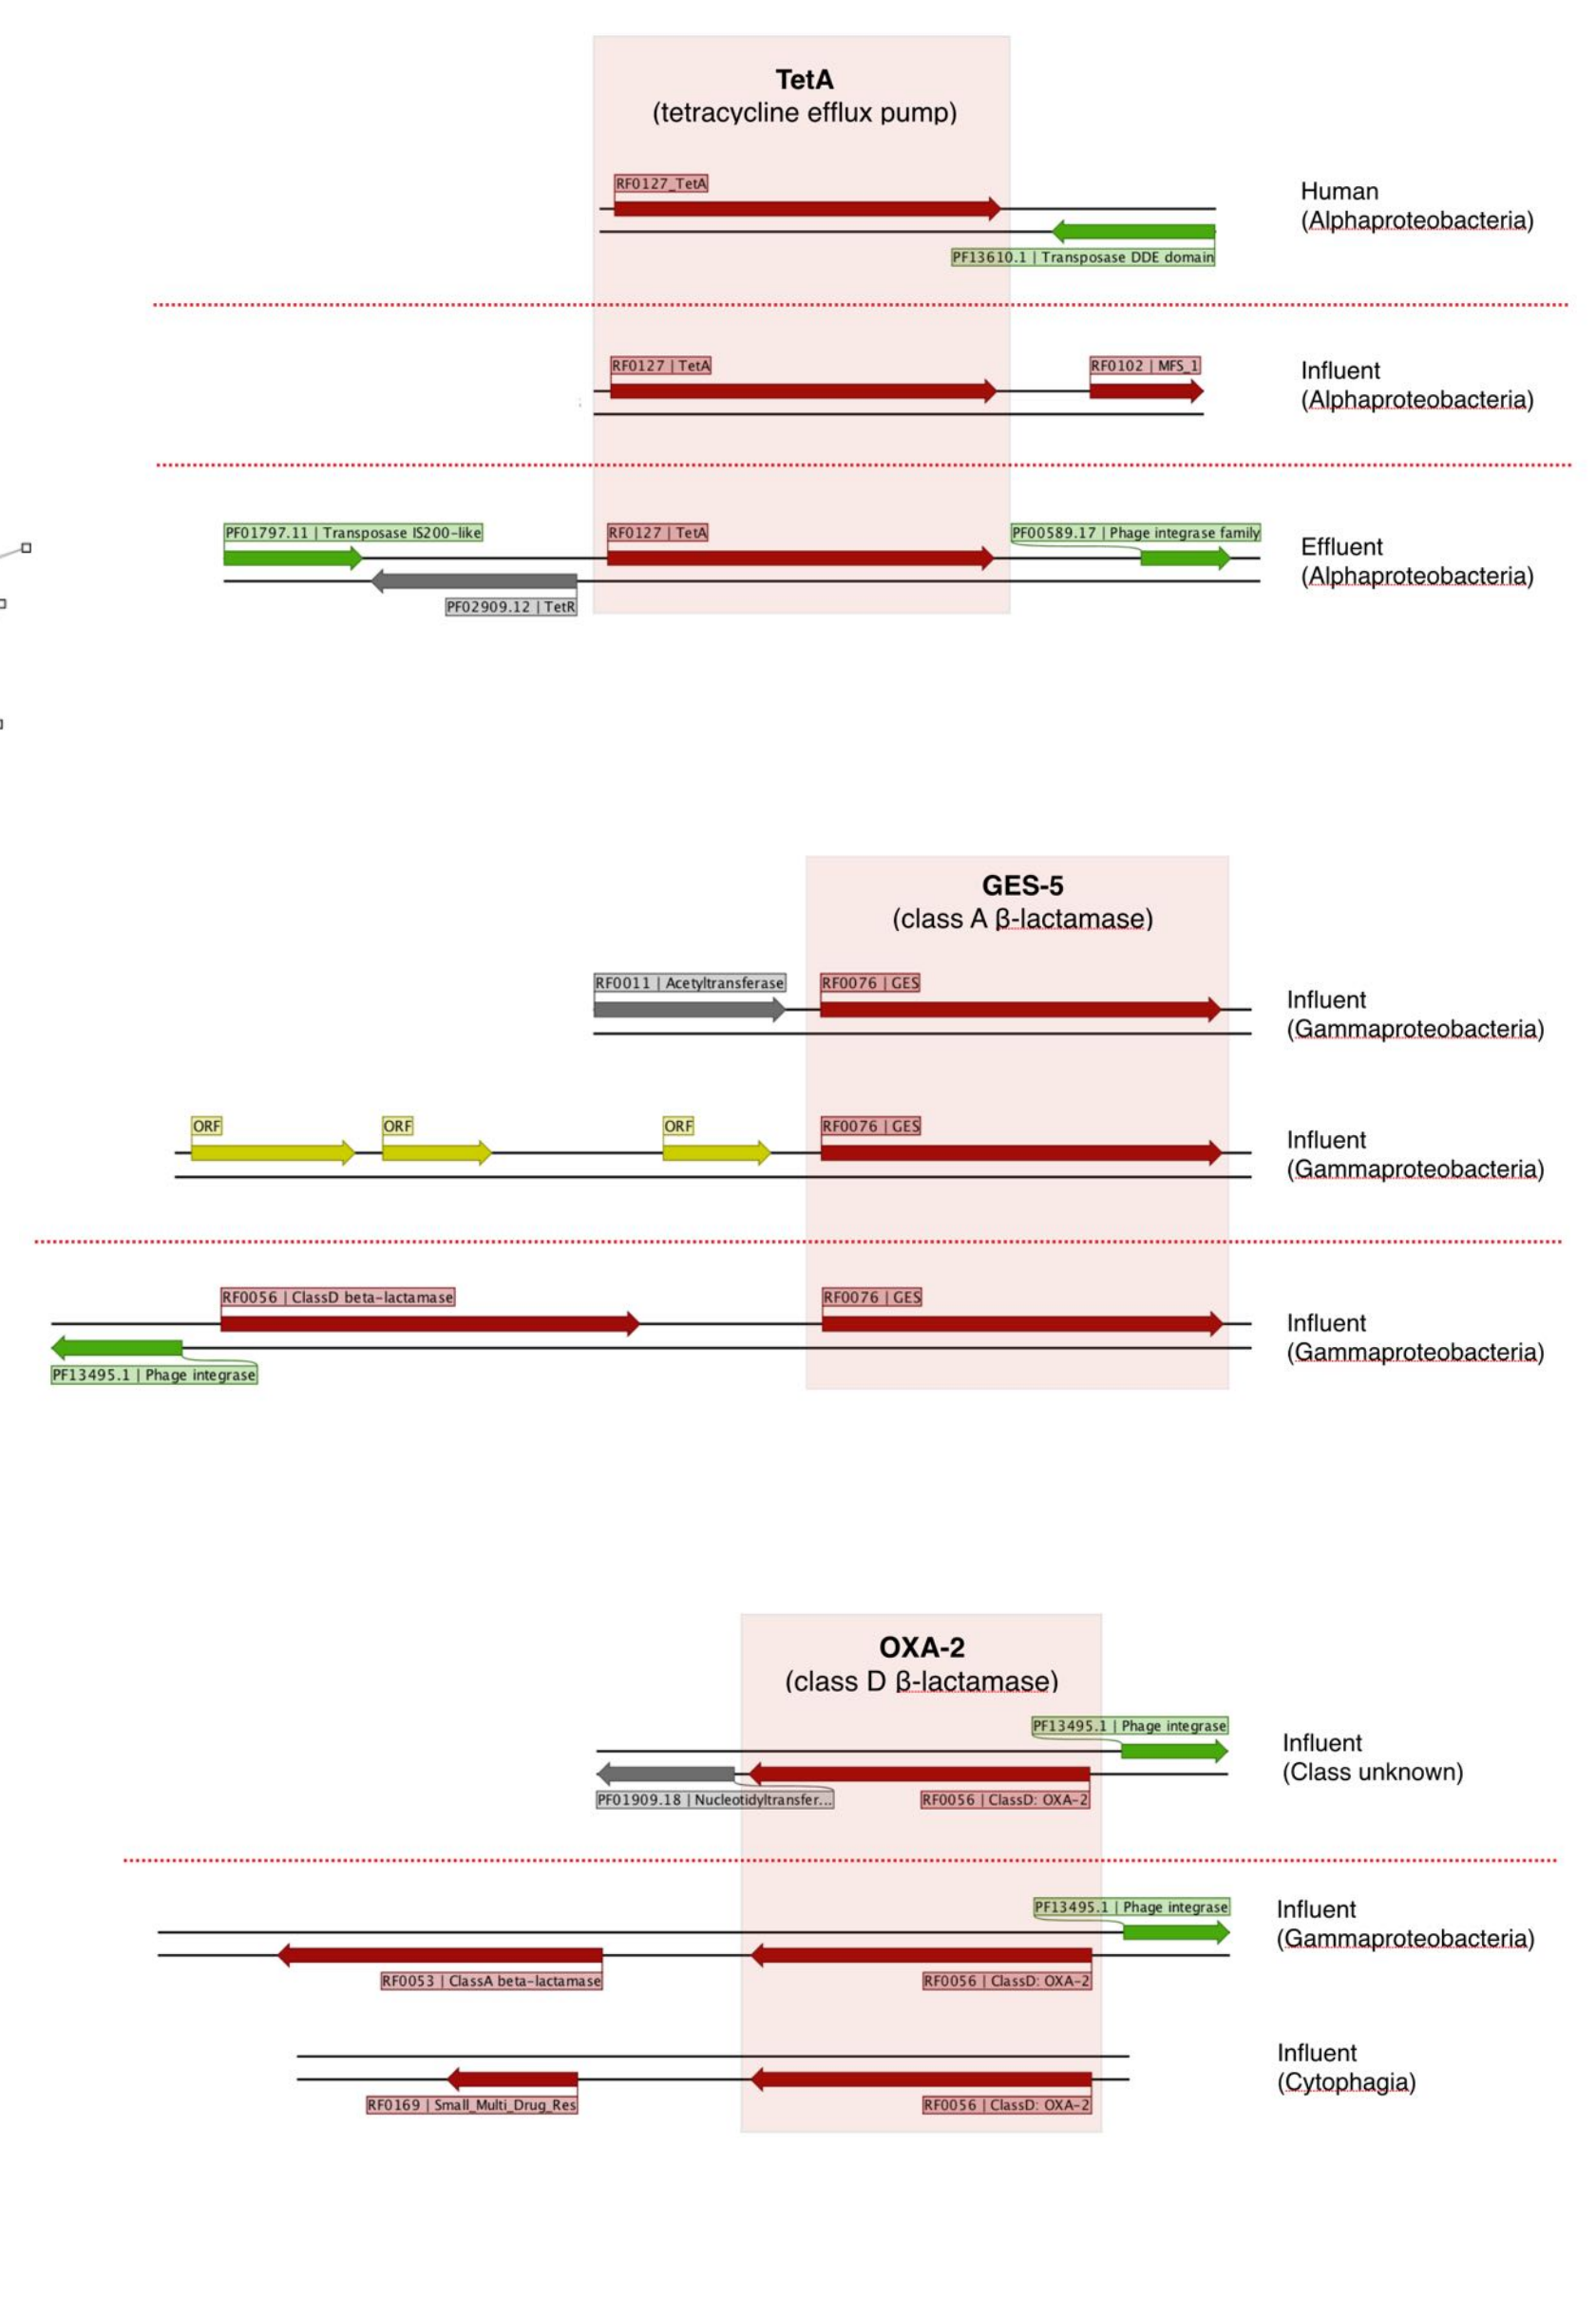 TetA
(tetracycline efflux pump)
RF0127_TetA
PF13610.1 | Transposase DDE domain
Human
(Alphaproteobacteria)
RF0127 | TetA
RF0102 | MFS_1
Influent
(Alphaproteobacteria)
PF01797.11 | Transposase IS200-like
RF0127 | TetA
PF00589.17 | Phage integrase family
PF02909.12 | TetR
Effluent
(Alphaproteobacteria)
GES-5
(class A β-lactamase)
RF0011 | Acetyltransferase
RF0076 | GES
Influent
(Gammaproteobacteria)
ORF
ORF
ORF
RF0076 | GES
Influent
(Gammaproteobacteria)
RF0056 | ClassD beta-lactamase
RF0076 | GES
PF13495.1 | Phage integrase
Influent
(Gammaproteobacteria)
OXA-2
(class D β-lactamase)
PF13495.1 | Phage integrase
PF01909.18 | Nucleotidyltransfer...
RF0056 | ClassD: OXA-2
Influent
(Class unknown)
PF13495.1 | Phage integrase
RF0053 | ClassA beta-lactamase
RF0056 | ClassD: OXA-2
Influent
(Gammaproteobacteria)
RF0169 | Small_Multi_Drug_Res
RF0056 | ClassD: OXA-2
Influent
(Cytophagia)